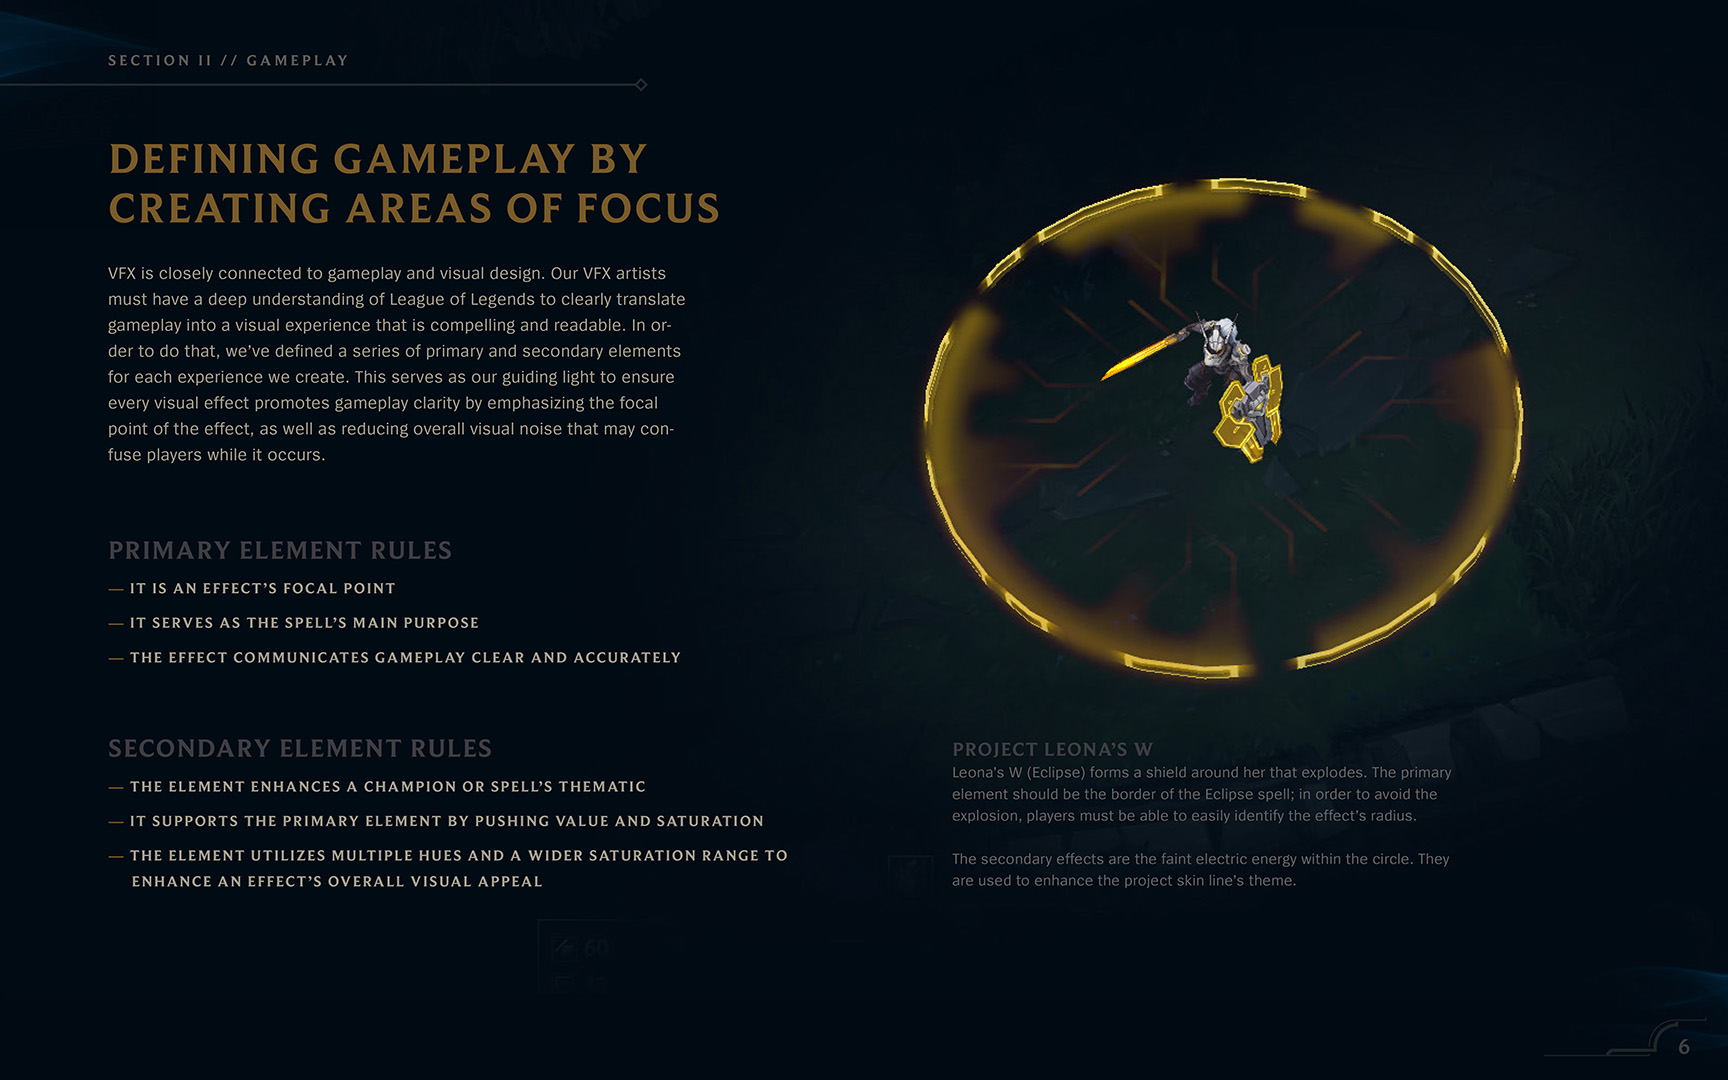 SECTION II // GAMEPLAY
DEFINING GAMEPLAY BY
CREATING AREAS OF FOCUS
VFX is closely connected to gameplay and visual design. Our VFX artists
must have a deep understanding of League of Legends to clearly translate
gameplay into a visual experience that is compelling and readable. In or-
der to do that, we've defined a series of primary and secondary elements
for each experience we create. This serves as our guiding light to ensure
every visual effect promotes gameplay clarity by emphasizing the focal
point of the effect, as well as reducing overall visual noise that may con-
fuse players while it occurs.
PRIMARY ELEMENT RULES
— IT IS AN EFFECT'S FOCAL POINT
— IT SERVES AS THE SPELL'S MAIN PURPOSE
— THE EFFECT COMMUNICATES GAMEPLAY CLEAR AND ACCURATELY
SECONDARY ELEMENT RULES
— THE ELEMENT ENHANCES A CHAMPION OR SPELL'S THEMATIC
— IT SUPPORTS THE PRIMARY ELEMENT BY PUSHING VALUE AND SATURATION
— THE ELEMENT UTILIZES MULTIPLE HUES AND A WIDER SATURATION RANGE TO
ENHANCE AN EFFECT'S OVERALL VISUAL APPEAL
PROJECT LEONA'S W
Leona's W (Eclipse) forms a shield around her that explodes. The primary
element should be the border of the Eclipse spell; in order to avoid the
explosion, players must be able to easily identify the effect's radius.
The secondary effects are the faint electric energy within the circle. They
are used to enhance the project skin line's theme.
60
6